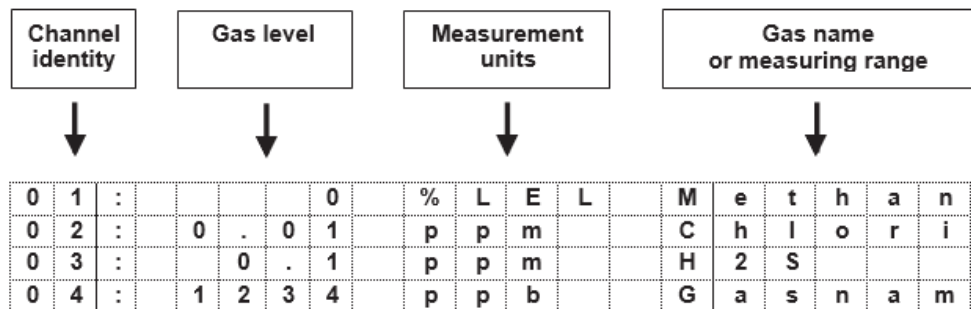 Channel
identity
Gas level
Measurement
units
Gas name
or measuring range
01: 0 %LEL Methan
02: 0.01 ppm Chlori
03: 0.1 ppm H2S
04: 1234 ppb Gasnam